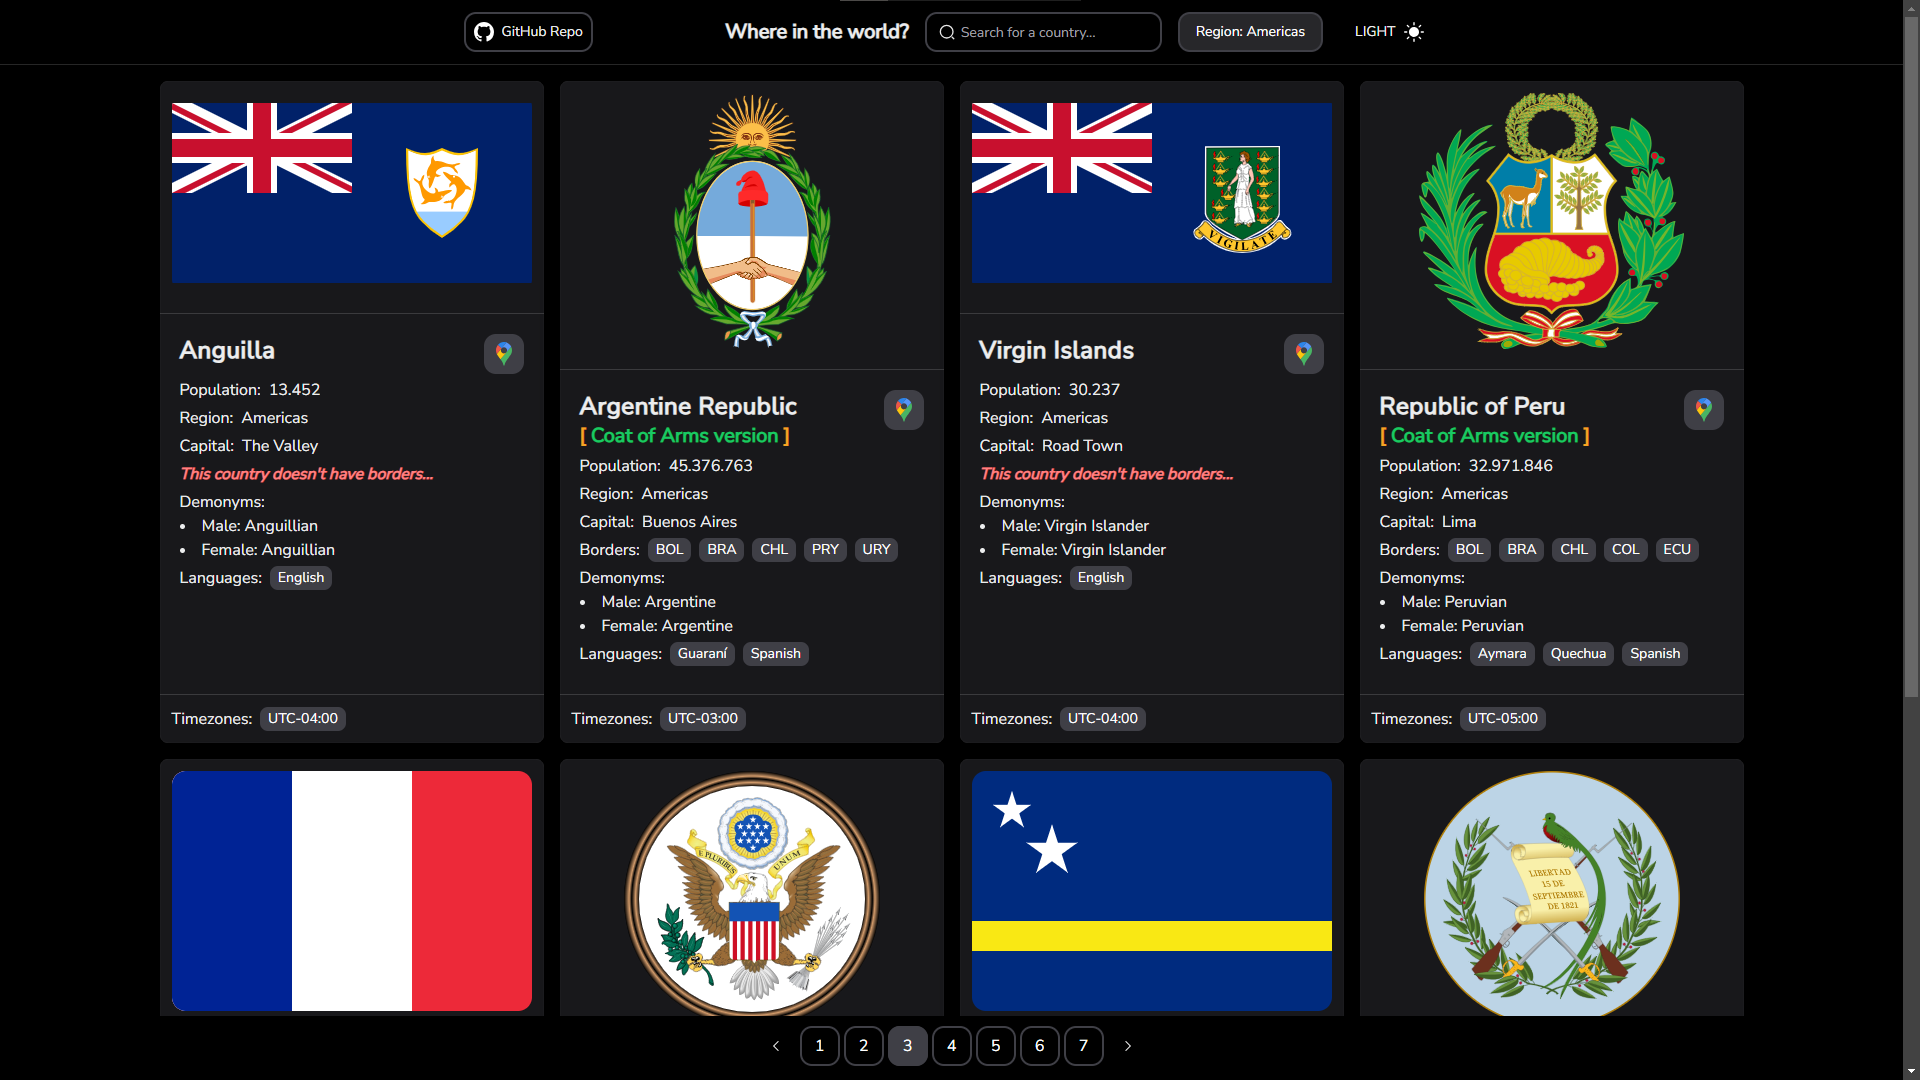 GitHub Repo
Where in the world?
Search for a country...
Region: Americas
LIGHT
VIGILATE
Anguilla
Population: 13.452
Region: Americas
Capital: The Valley
This country doesn't have borders...
Demonyms:
Male: Anguillian
Female: Anguillian
Languages: English
Timezones: UTC-04:00
Argentine Republic
[ Coat of Arms version ]
Population: 45.376.763
Region: Americas
Capital: Buenos Aires
Borders: BOL BRA CHL PRY URY
Demonyms:
Male: Argentine
Female: Argentine
Languages: Guaraní Spanish
Timezones: UTC-03:00
Virgin Islands
Population: 30.237
Region: Americas
Capital: Road Town
This country doesn't have borders...
Demonyms:
Male: Virgin Islander
Female: Virgin Islander
Languages: English
Timezones: UTC-04:00
Republic of Peru
[ Coat of Arms version ]
Population: 32.971.846
Region: Americas
Capital: Lima
Borders: BOL BRA CHL COL ECU
Demonyms:
Male: Peruvian
Female: Peruvian
Languages: Aymara Quechua Spanish
Timezones: UTC-05:00
E PLURIBUS UNUM
LIBERTAD
15 DE
SEPTIEMBRE
DE 1821
1 2 3 4 5 6 7